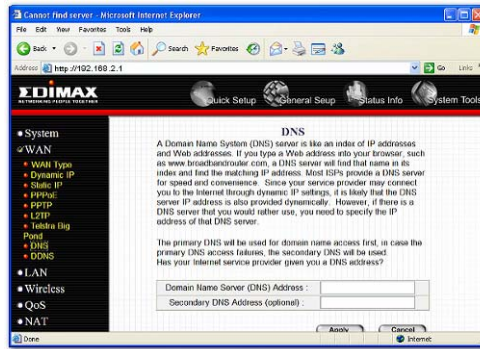 Cannot find server - Microsoft Internet Explorer
File Edit View Favorites Tools Help
Back Search Favorites
Address http://192.168.2.1 Go Links
EDIMAX
NETWORKING PEOPLE TOGETHER
Quick Setup General Seup Status Info System Tools
System
WAN
WAN Type
Dynamic IP
Static IP
PPPoE
PPTP
L2TP
Telstra Big
Pond
DNS
DDNS
LAN
Wireless
QoS
NAT
DNS
A Domain Name System (DNS) server is like an index of IP addresses
and Web addresses. If you type a Web address into your browser, such
as www.broadbandrouter.com, a DNS server will find that name in its
index and find the matching IP address. Most ISPs provide a DNS server
for speed and convenience. Since your service provider may connect
you to the Internet through dynamic IP settings, it is likely that the DNS
server IP address is also provided dynamically. However, if there is a
DNS server that you would rather use, you need to specify the IP
address of that DNS server.
The primary DNS will be used for domain name access first, in case the
primary DNS access failures, the secondary DNS will be used.
Has your Internet service provider given you a DNS address?
Domain Name Server (DNS) Address :
Secondary DNS Address (optional) :
Apply Cancel
Done Internet